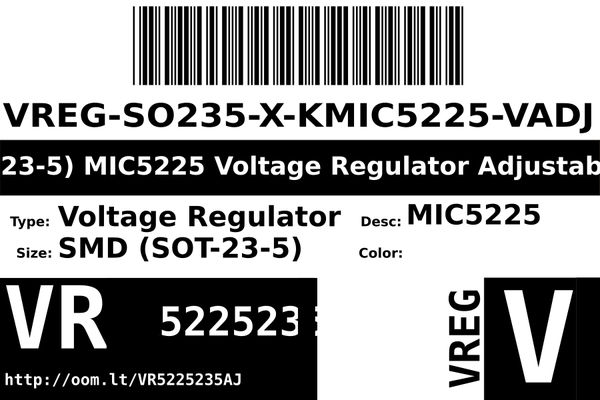 VREG-SO235-X-KMIC5225-VADJ
23-5) MIC5225 Voltage Regulator Adjustab
Type: Voltage Regulator Desc: MIC5225
Size: SMD (SOT-23-5) Color:
VR 522523
http://oom.lt/VR5225235AJ
VREG
V